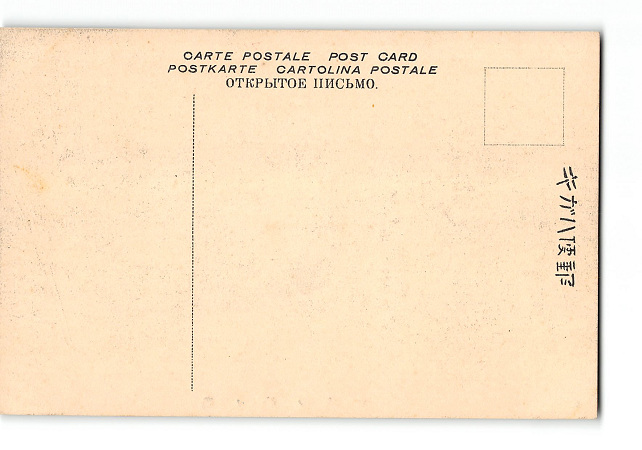 CARTE POSTALE POST CARD
POSTKARTE CARTOLINA POSTALE
ОТКРЫТОЕ ПИСЬМО.
郵便ハガキ